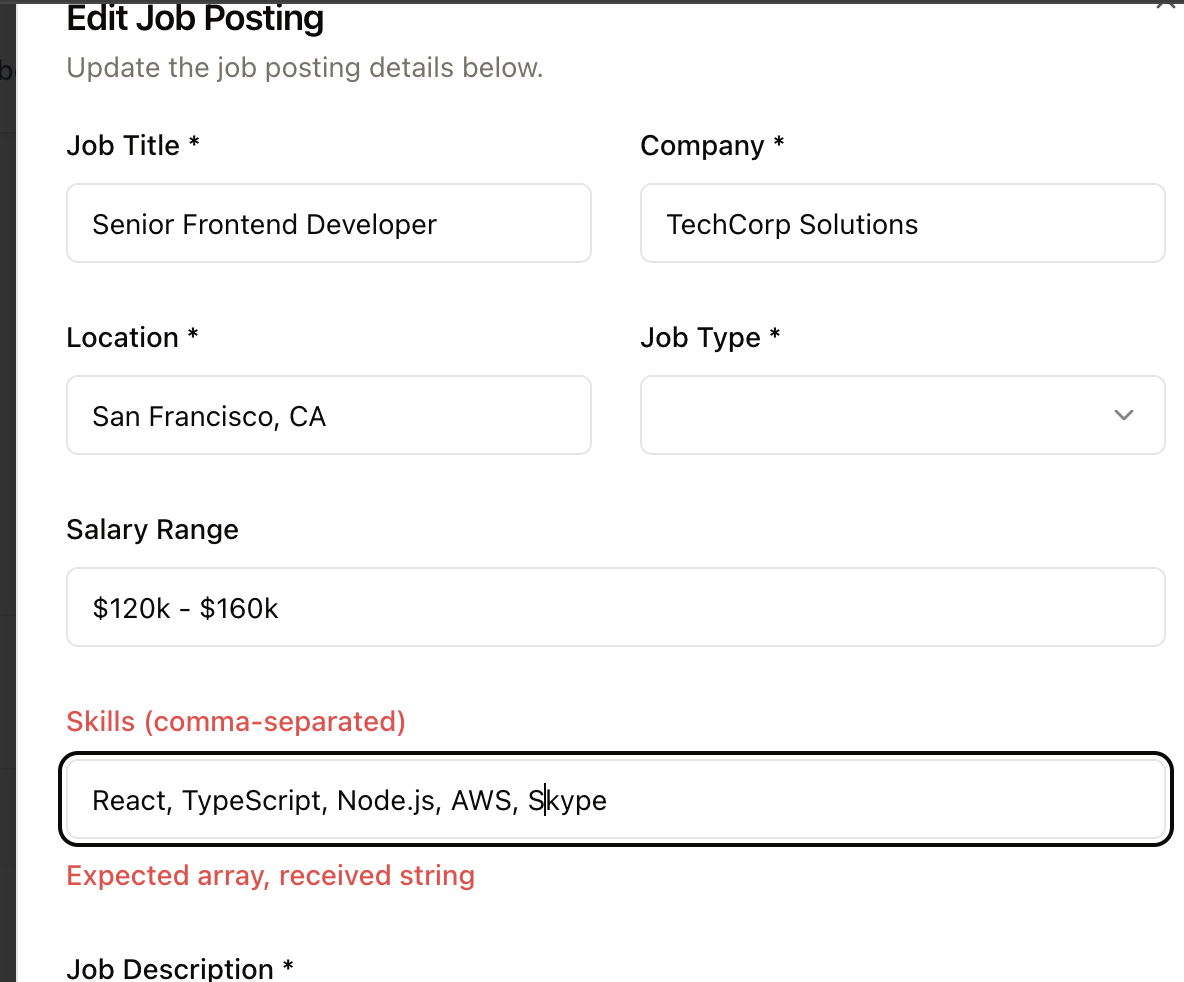 Edit Job Posting
Update the job posting details below.
Job Title *
Company *
Senior Frontend Developer
TechCorp Solutions
Location *
Job Type *
San Francisco, CA
Salary Range
$120k - $160k
Skills (comma-separated)
React, TypeScript, Node.js, AWS, Skype
Expected array, received string
Job Description *